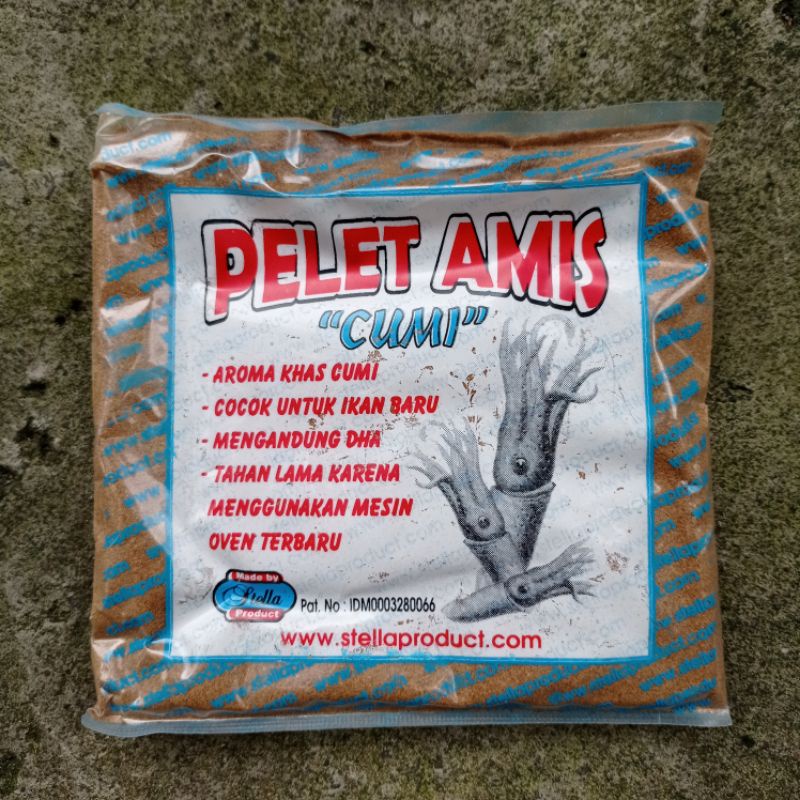 PELET AMIS
"CUMI"
- AROMA KHAS CUMI
- COCOK UNTUK IKAN BARU
- MENGANDUNG DHA
- TAHAN LAMA KARENA
MENGGUNAKAN MESIN
OVEN TERBARU
Made by
Stella
Product
Pat. No : IDM0003280066
www.stellaproduct.com